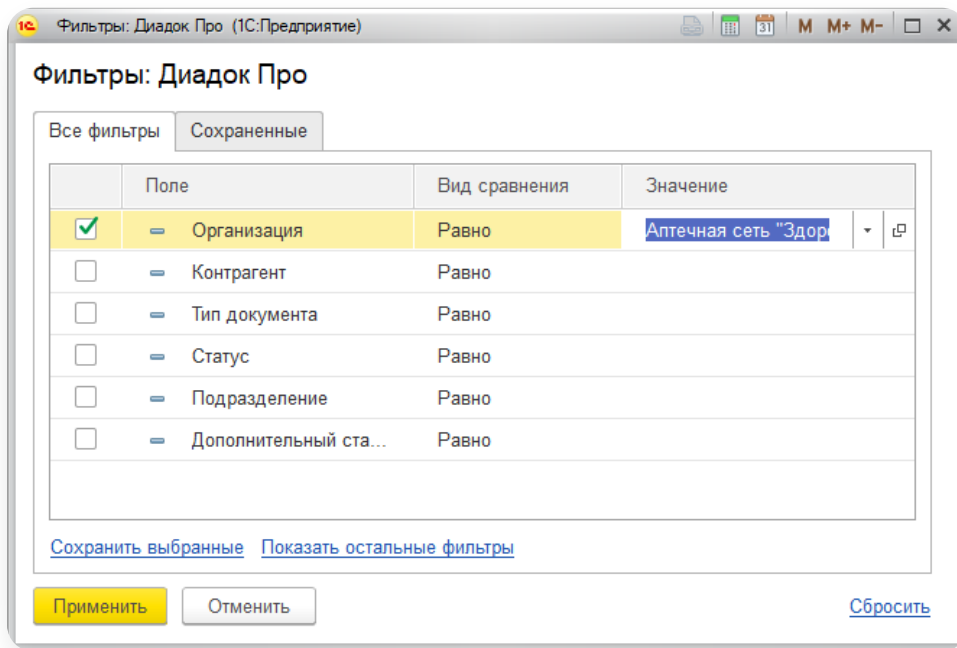 Фильтры: Диадок Про (1С:Предприятие) 31 M M+ M-
Фильтры: Диадок Про
Все фильтры Сохраненные
Поле Вид сравнения Значение
Организация Равно Аптечная сеть "Здоро
Контрагент Равно
Тип документа Равно
Статус Равно
Подразделение Равно
Дополнительный ста... Равно
Сохранить выбранные Показать остальные фильтры
Применить Отменить Сбросить